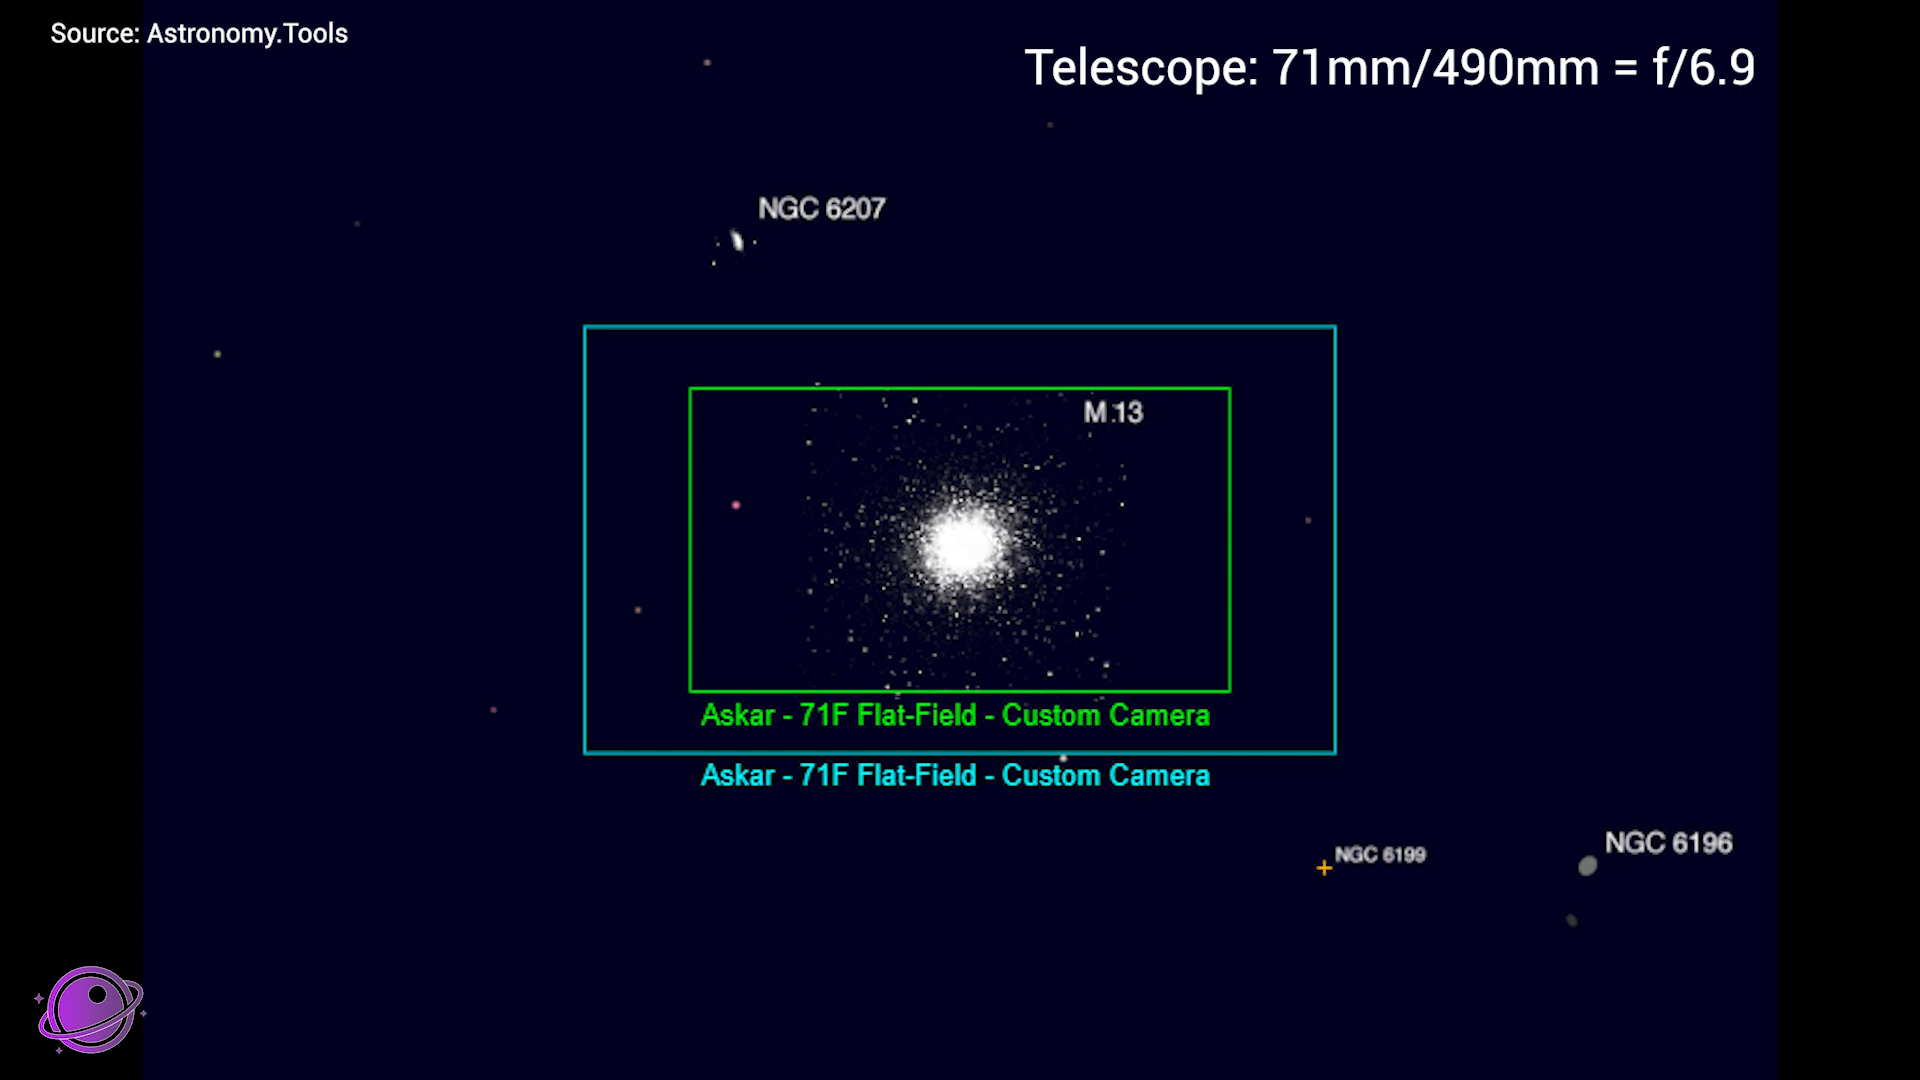 Source: Astronomy.Tools
Telescope: 71mm/490mm = f/6.9
NGC 6207
M 13
Askar - 71F Flat-Field - Custom Camera
Askar - 71F Flat-Field - Custom Camera
NGC 6199
NGC 6196